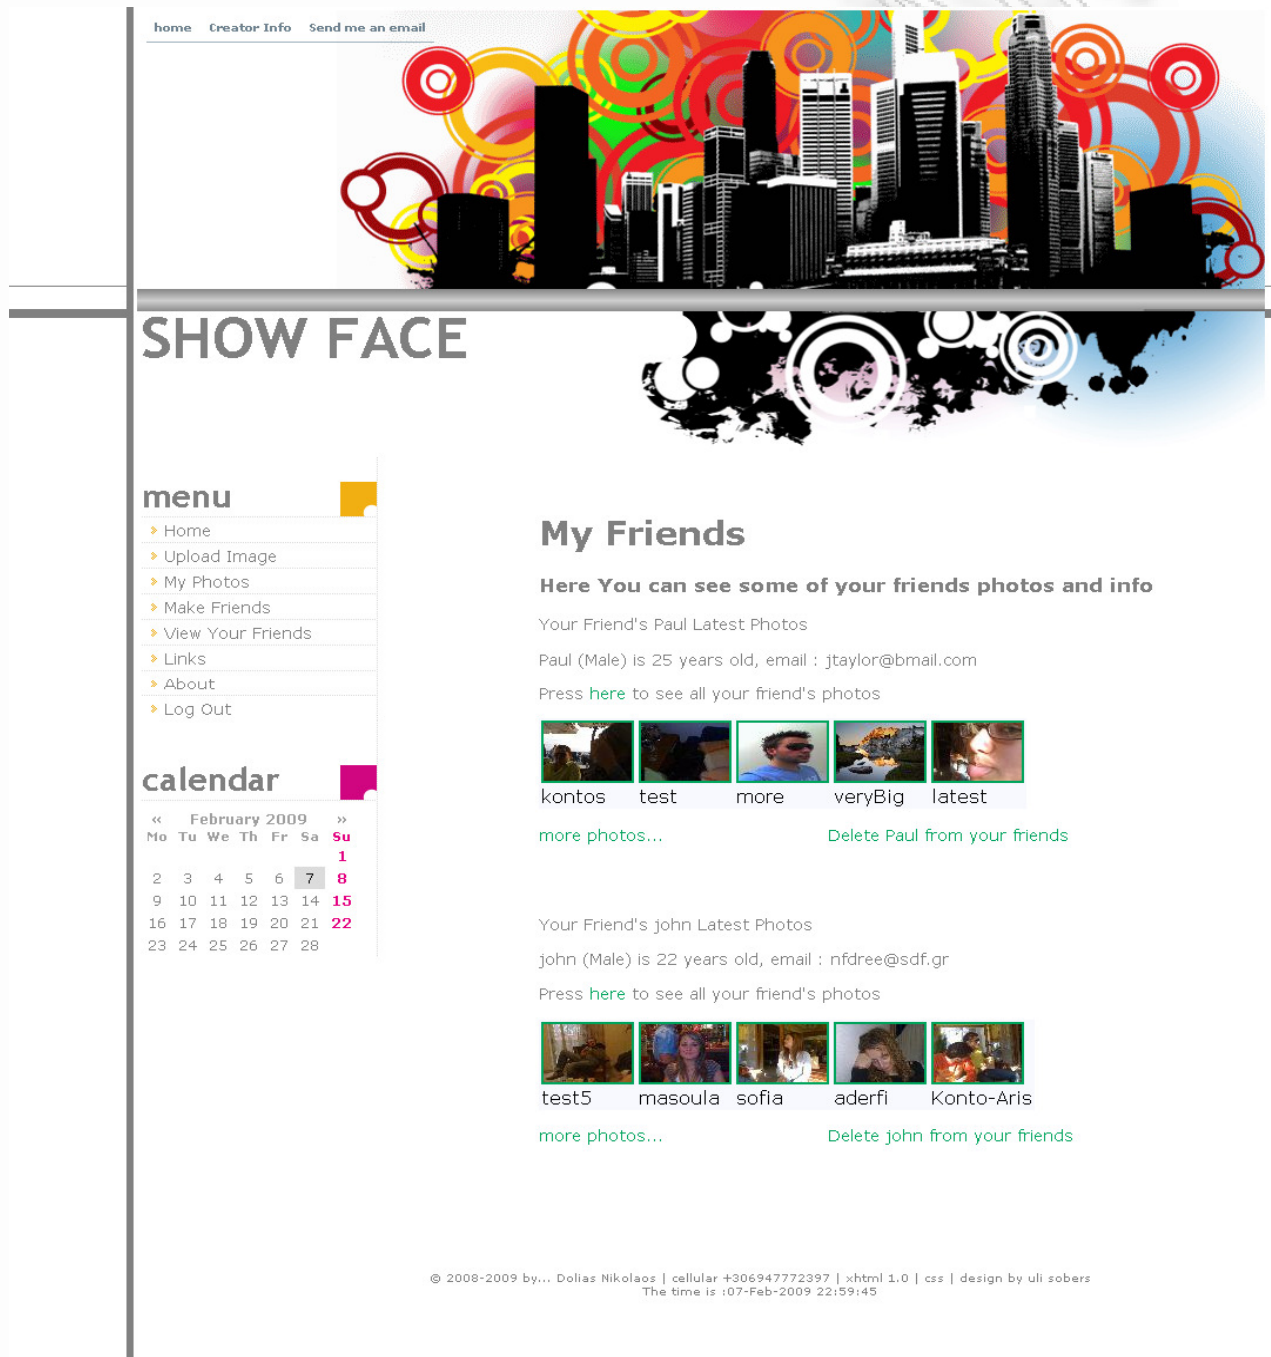 home Creator Info Send me an email
SHOW FACE
menu
Home
Upload Image
My Photos
Make Friends
View Your Friends
Links
About
Log Out
calendar
« February 2009 »
Mo Tu We Th Fr Sa Su
1
2 3 4 5 6 7 8
9 10 11 12 13 14 15
16 17 18 19 20 21 22
23 24 25 26 27 28
My Friends
Here You can see some of your friends photos and info
Your Friend's Paul Latest Photos
Paul (Male) is 25 years old, email : jtaylor@bmail.com
Press here to see all your friend's photos
kontos test more veryBig latest
more photos... Delete Paul from your friends
Your Friend's john Latest Photos
john (Male) is 22 years old, email : nfdree@sdf.gr
Press here to see all your friend's photos
test5 masoula sofia aderfi Konto-Aris
more photos... Delete john from your friends
© 2008-2009 by... Dolias Nikolaos | cellular +306947772397 | xhtml 1.0 | css | design by uli sobers
The time is :07-Feb-2009 22:59:45